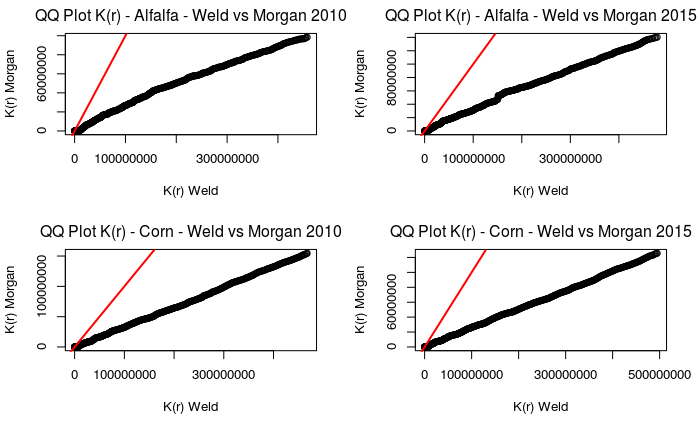 QQ Plot K(r) - Alfalfa - Weld vs Morgan 2010
K(r) Morgan
0 60000000
0 100000000 300000000
K(r) Weld
QQ Plot K(r) - Alfalfa - Weld vs Morgan 2015
K(r) Morgan
0 80000000
0 100000000 300000000
K(r) Weld
QQ Plot K(r) - Corn - Weld vs Morgan 2010
K(r) Morgan
0 100000000
0 100000000 300000000
K(r) Weld
QQ Plot K(r) - Corn - Weld vs Morgan 2015
K(r) Morgan
0 60000000
0 100000000 300000000 500000000
K(r) Weld